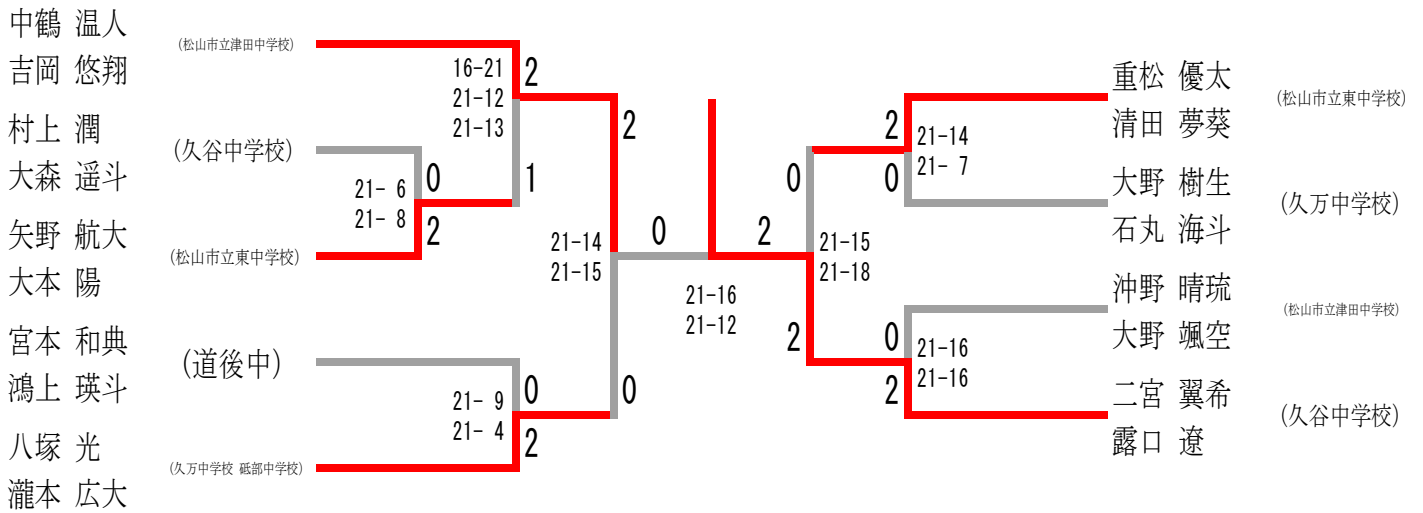 中鶴 温人
吉岡 悠翔
(松山市立津田中学校)
村上 潤
大森 遥斗
(久谷中学校)
矢野 航大
大本 陽
(松山市立東中学校)
宮本 和典
鴻上 瑛斗
(道後中)
八塚 光
瀧本 広大
(久万中学校 砥部中学校)
16-21
21-12
21-13
2
1
21- 6
21- 8
0
2
21- 9
21- 4
0
2
2
21-14
21-15
0
0
21-16
21-12
2
0
21-15
21-18
2
2
21-14
21- 7
0
0
21-16
21-16
2
重松 優太
清田 夢葵
(松山市立東中学校)
大野 樹生
石丸 海斗
(久万中学校)
沖野 晴琉
大野 颯空
(松山市立津田中学校)
二宮 翼希
露口 遼
(久谷中学校)